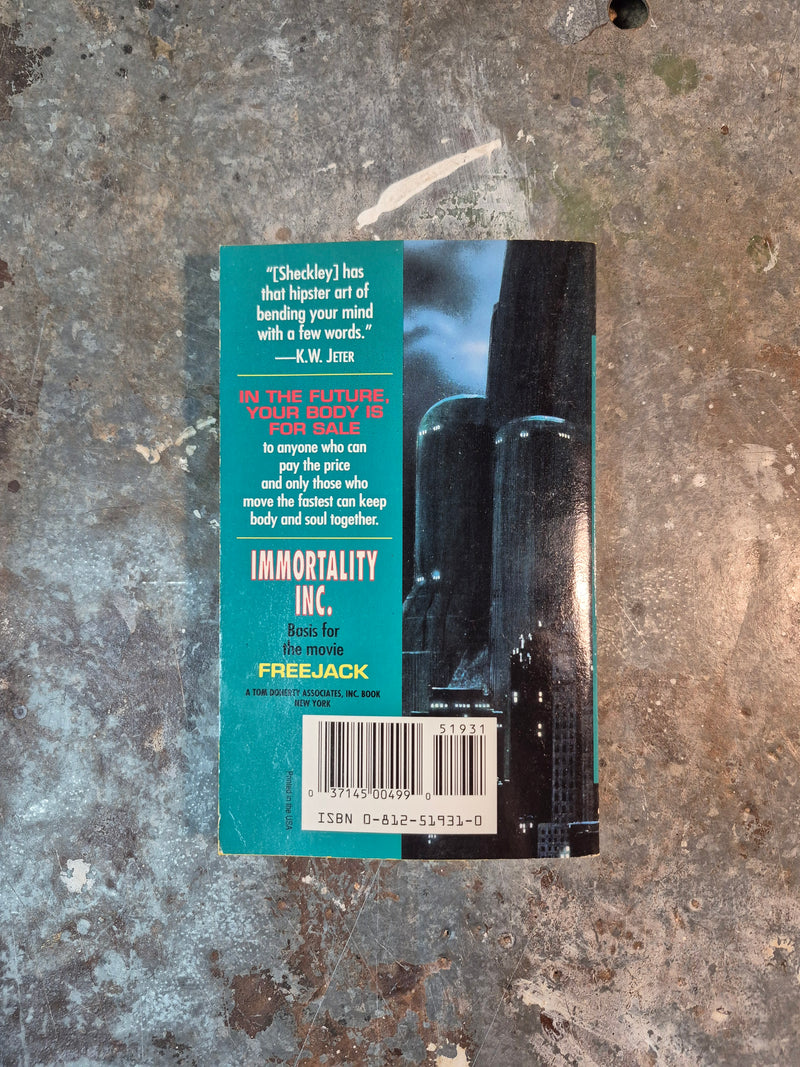 “[Sheckley] has
that hipster art of
bending your mind
with a few words.”
—K.W. JETER
IN THE FUTURE,
YOUR BODY IS
FOR SALE
to anyone who can
pay the price
and only those who
move the fastest can keep
body and soul together.
IMMORTALITY
INC.
Basis for
the movie
FREEJACK
A TOM DOHERTY ASSOCIATES, INC. BOOK
NEW YORK
Printed in the USA
51931
0 37145 00499 0
ISBN 0-812-51931-0